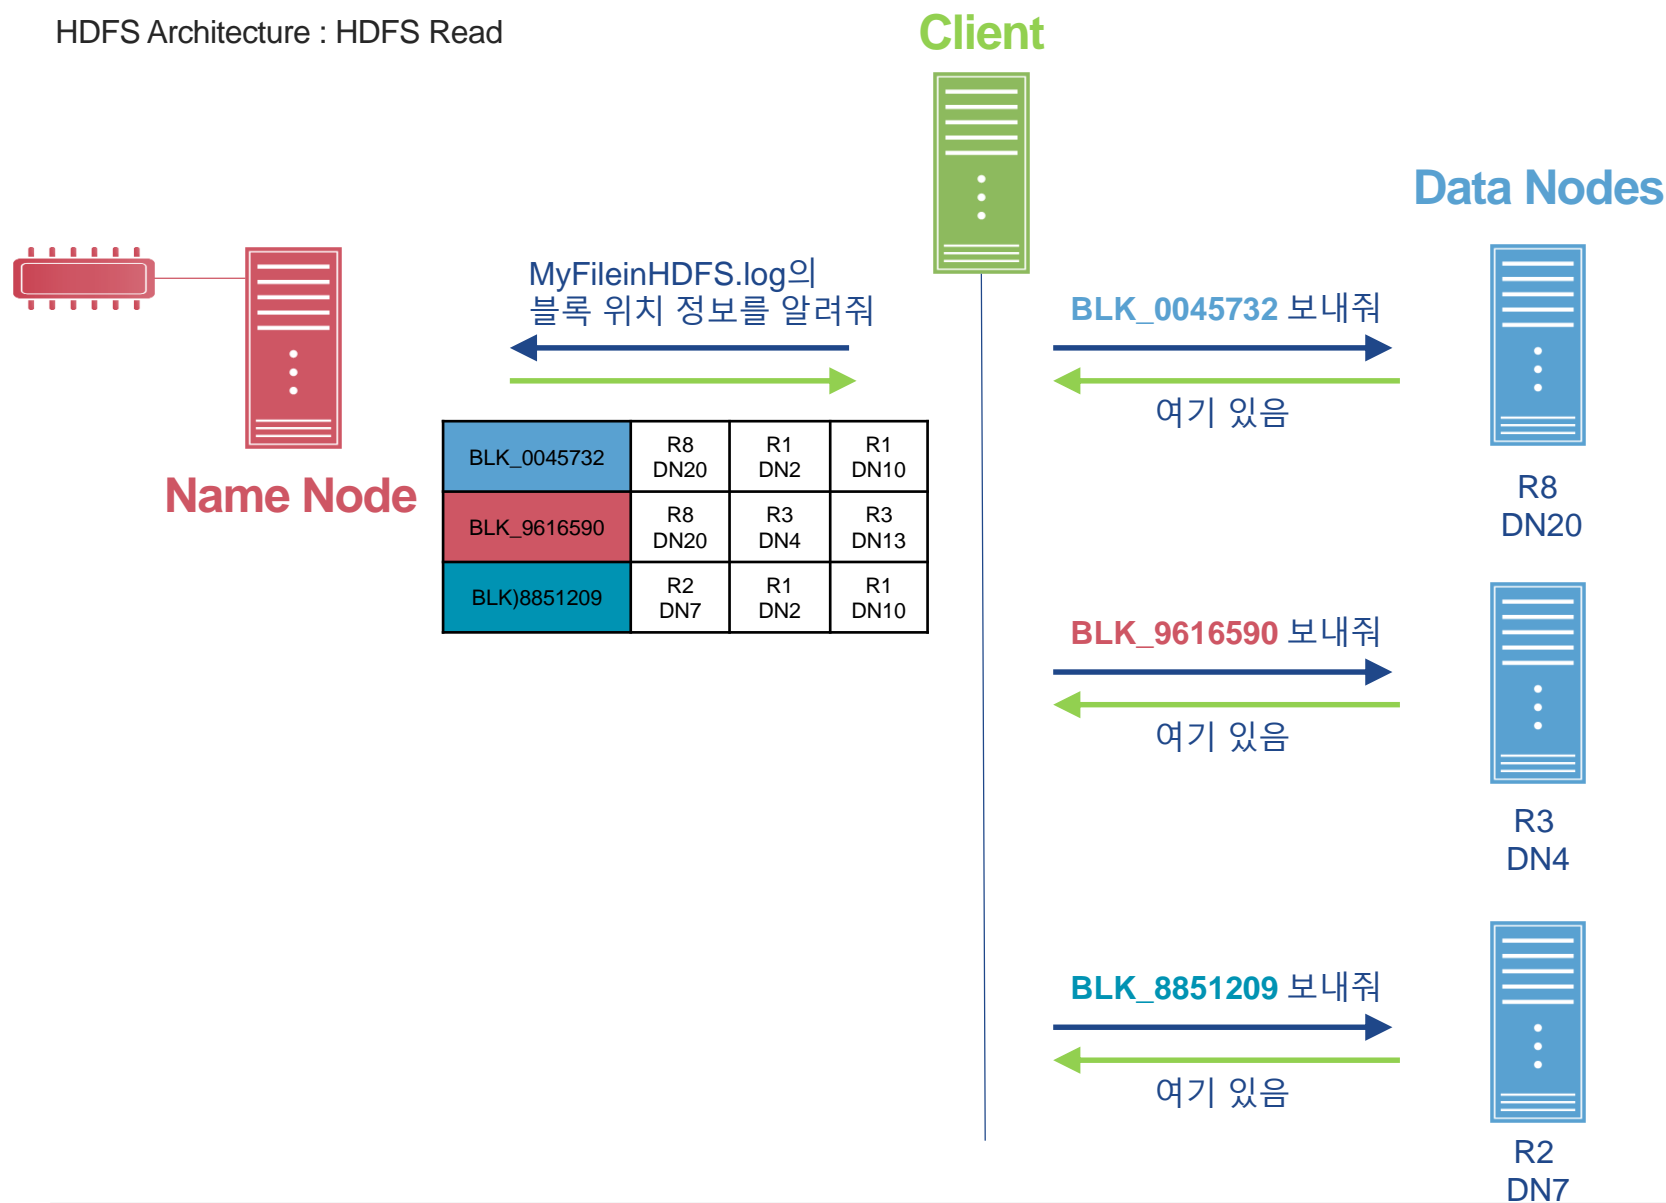 HDFS Architecture : HDFS Read
Client
Data Nodes
MyFileinHDFS.log의
블록 위치 정보를 알려줘
Name Node
BLK_0045732 R8 DN20 R1 DN2 R1 DN10
BLK_9616590 R8 DN20 R3 DN4 R3 DN13
BLK)8851209 R2 DN7 R1 DN2 R1 DN10
BLK_0045732 보내줘
여기 있음
R8
DN20
BLK_9616590 보내줘
여기 있음
R3
DN4
BLK_8851209 보내줘
여기 있음
R2
DN7